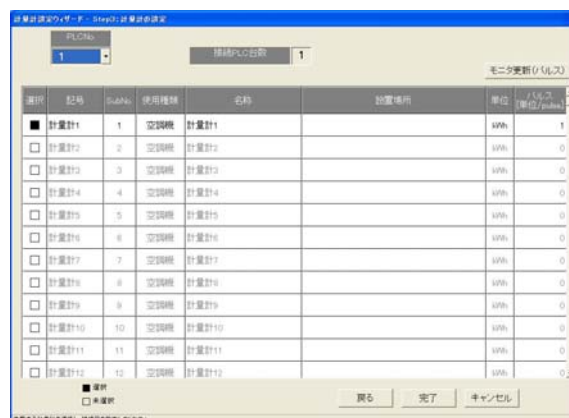 計量計設定ウィザード - Step3:計量計の設定
PLCNo
1
接続PLC台数 1
モニタ更新(パルス)
選択 記号 SubNo 使用種類 名称 設置場所 単位 パルス [単位/pulse]
■ 計量計1 1 空調機 計量計1 kWh 1
□ 計量計2 2 空調機 計量計2 kWh 0
□ 計量計3 3 空調機 計量計3 kWh 0
□ 計量計4 4 空調機 計量計4 kWh 0
□ 計量計5 5 空調機 計量計5 kWh 0
□ 計量計6 6 空調機 計量計6 kWh 0
□ 計量計7 7 空調機 計量計7 kWh 0
□ 計量計8 8 空調機 計量計8 kWh 0
□ 計量計9 9 空調機 計量計9 kWh 0
□ 計量計10 10 空調機 計量計10 kWh 0
□ 計量計11 11 空調機 計量計11 kWh 0
□ 計量計12 12 空調機 計量計12 kWh 0
■ 選択
□ 未選択
戻る 完了 キャンセル